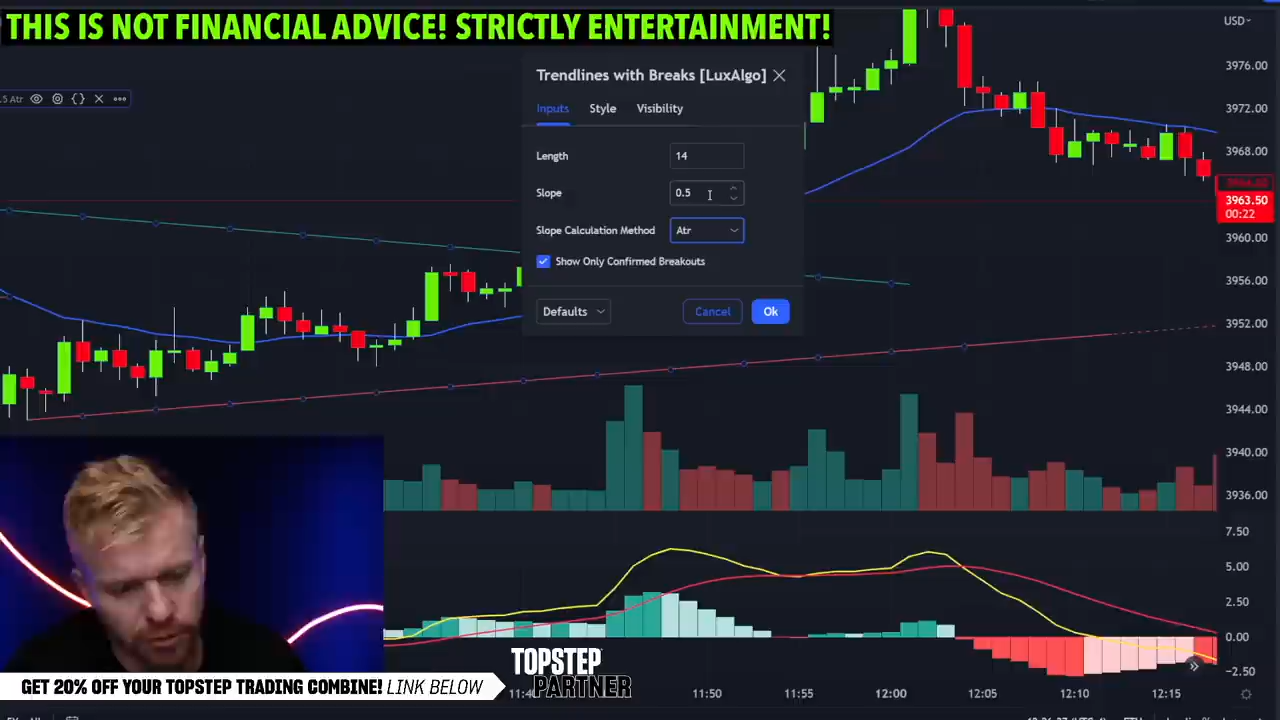 THIS IS NOT FINANCIAL ADVICE! STRICTLY ENTERTAINMENT!
USD
Trendlines with Breaks [LuxAlgo]
3976.00
.5 Atr
Inputs Style Visibility
3972.00
Length 14
3968.00
Slope 0.5
3963.50
00:22
Slope Calculation Method Atr
3960.00
Show Only Confirmed Breakouts
3956.00
Defaults Cancel Ok
3952.00
3948.00
3944.00
3940.00
3936.00
7.50
5.00
2.50
0.00
−2.50
TOPSTEP
PARTNER
GET 20% OFF YOUR TOPSTEP TRADING COMBINE! LINK BELOW
11:50 11:55 12:00 12:05 12:10 12:15